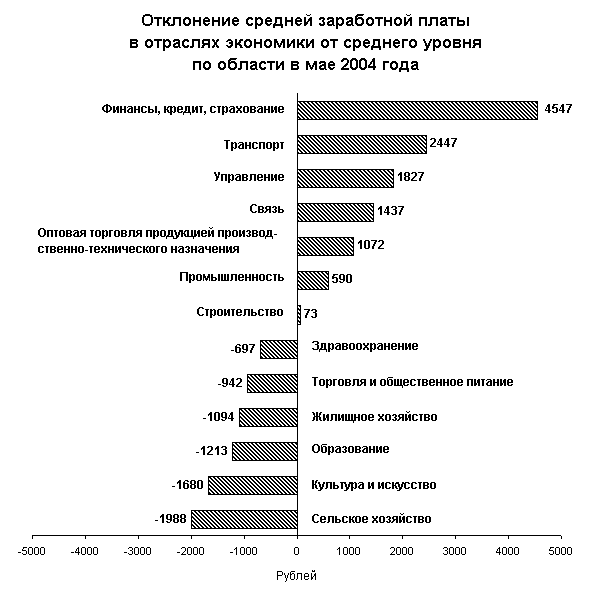 Отклонение средней заработной платы
в отраслях экономики от среднего уровня
по области в мае 2004 года
Финансы, кредит, страхование 4547
Транспорт 2447
Управление 1827
Связь 1437
Оптовая торговля продукцией производ-
ственно-технического назначения 1072
Промышленность 590
Строительство 73
-697 Здравоохранение
-942 Торговля и общественное питание
-1094 Жилищное хозяйство
-1213 Образование
-1680 Культура и искусство
-1988 Сельское хозяйство
-5000 -4000 -3000 -2000 -1000 0 1000 2000 3000 4000 5000
Рублей